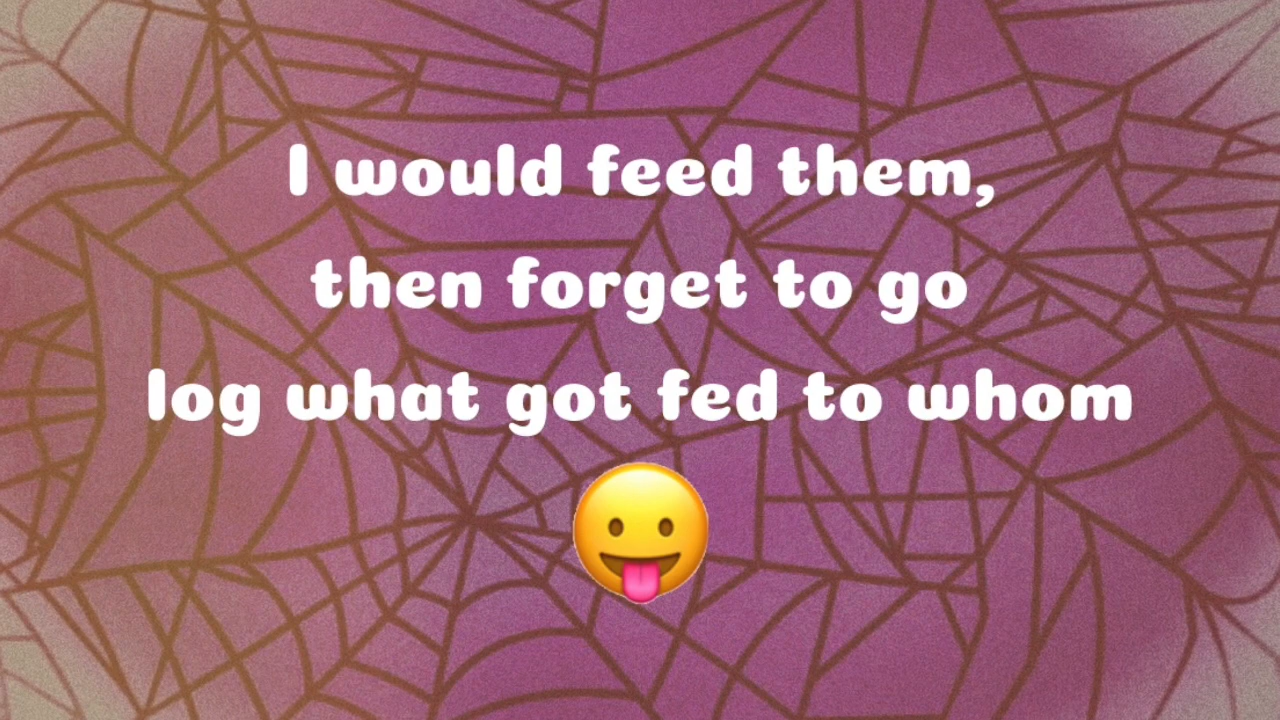 I would feed them,
then forget to go
log what got fed to whom
😛